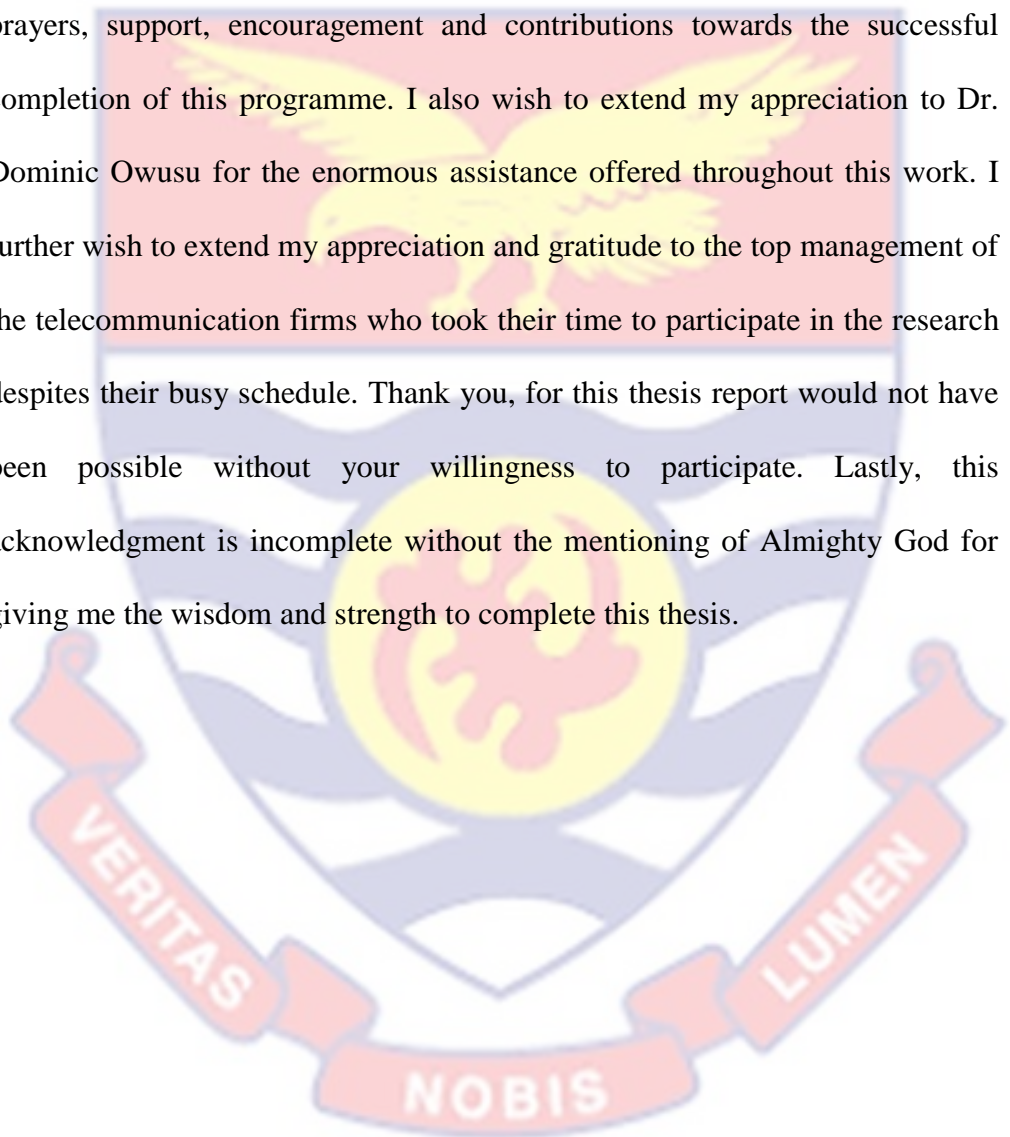 prayers, support, encouragement and contributions towards the successful
completion of this programme. I also wish to extend my appreciation to Dr.
Dominic Owusu for the enormous assistance offered throughout this work. I
further wish to extend my appreciation and gratitude to the top management of
the telecommunication firms who took their time to participate in the research
despites their busy schedule. Thank you, for this thesis report would not have
been possible without your willingness to participate. Lastly, this
acknowledgment is incomplete without the mentioning of Almighty God for
giving me the wisdom and strength to complete this thesis.
VERITAS
NOBIS
LUMEN